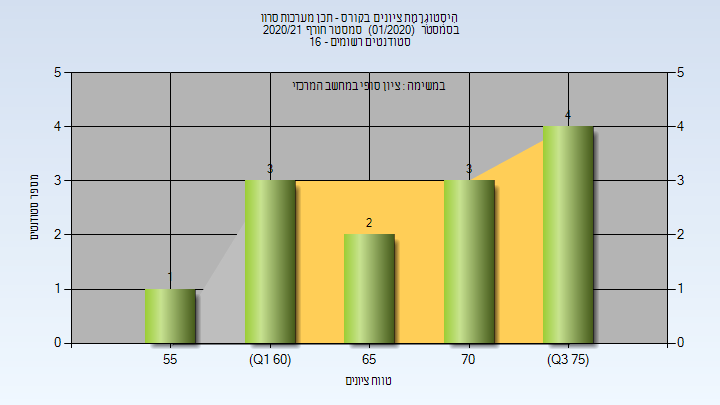 היסטוגרמת ציונים בקורס - תכן מערכות סרוו
בסמסטר (01/2020) סמסטר חורף 2020/21
סטודנטים רשומים - 16
במשימה : ציון סופי במחשב המרכזי
5 5
4 4
3 3
2 2
1 1
0 0
1 3 2 3 4
55 (Q1 60) 65 70 (Q3 75)
מספר סטודנטים
טווח ציונים